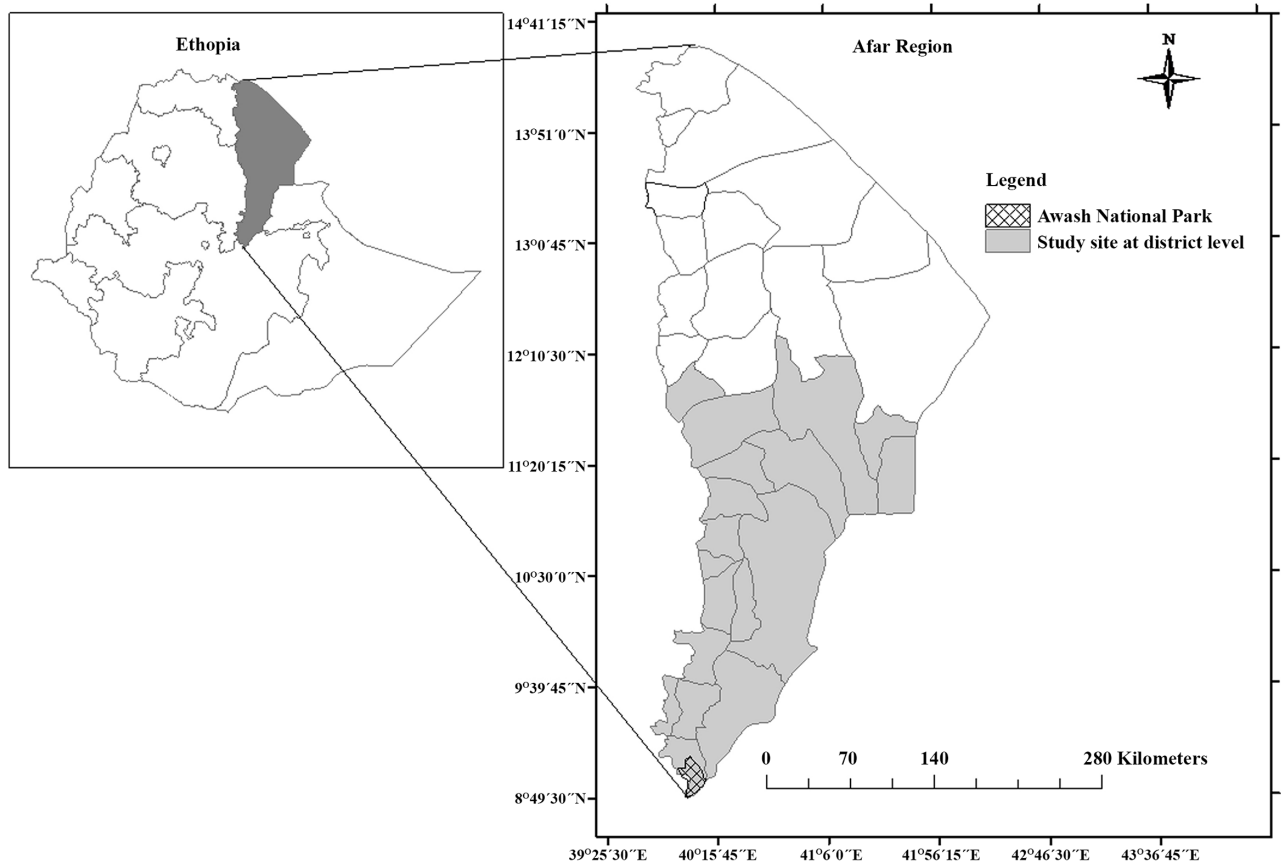 Ethopia
Afar Region
N
14°41′15″N
13°51′0″N
13°0′45″N
12°10′30″N
11°20′15″N
10°30′0″N
9°39′45″N
8°49′30″N
Legend
Awash National Park
Study site at district level
0 70 140 280 Kilometers
39°25′30″E 40°15′45″E 41°6′0″E 41°56′15″E 42°46′30″E 43°36′45″E